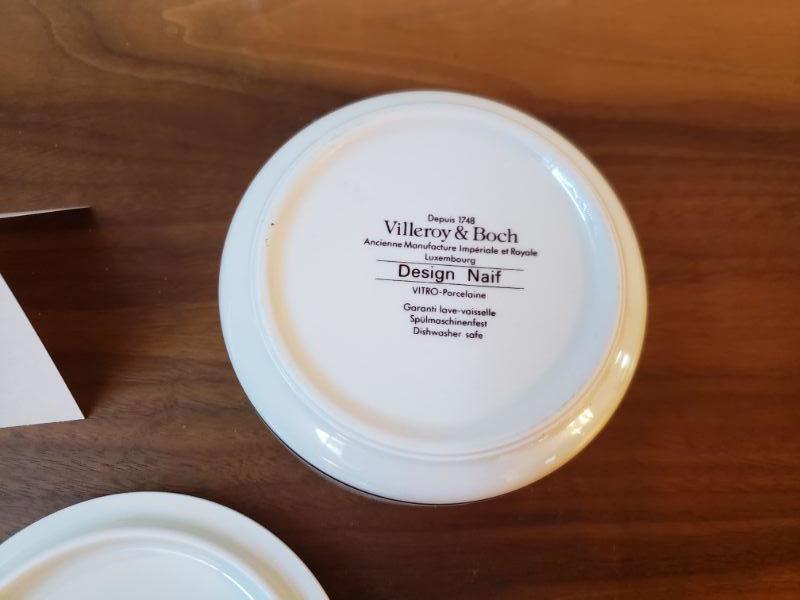 Depuis 1748
Villeroy & Boch
Ancienne Manufacture Impériale et Royale
Luxembourg
Design Naif
VITRO-Porcelaine
Garanti lave-vaisselle
Spülmaschinenfest
Dishwasher safe